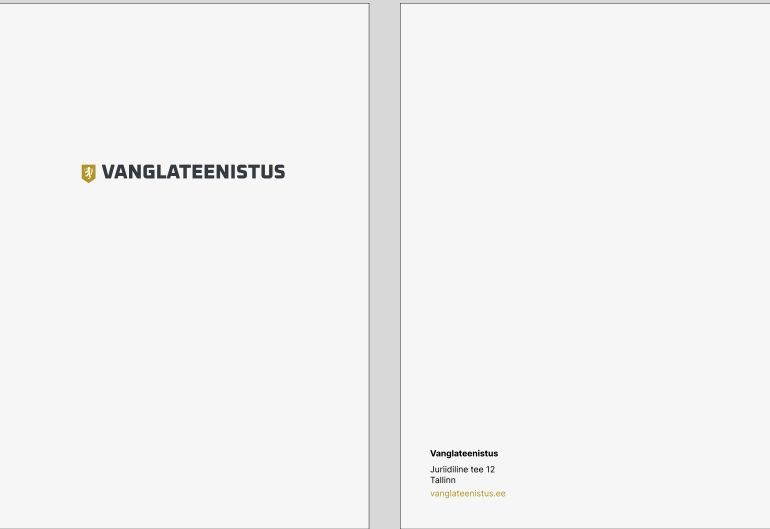 VANGLATEENISTUS
Vanglateenistus
Juriidiline tee 12
Tallinn
vanglateenistus.ee